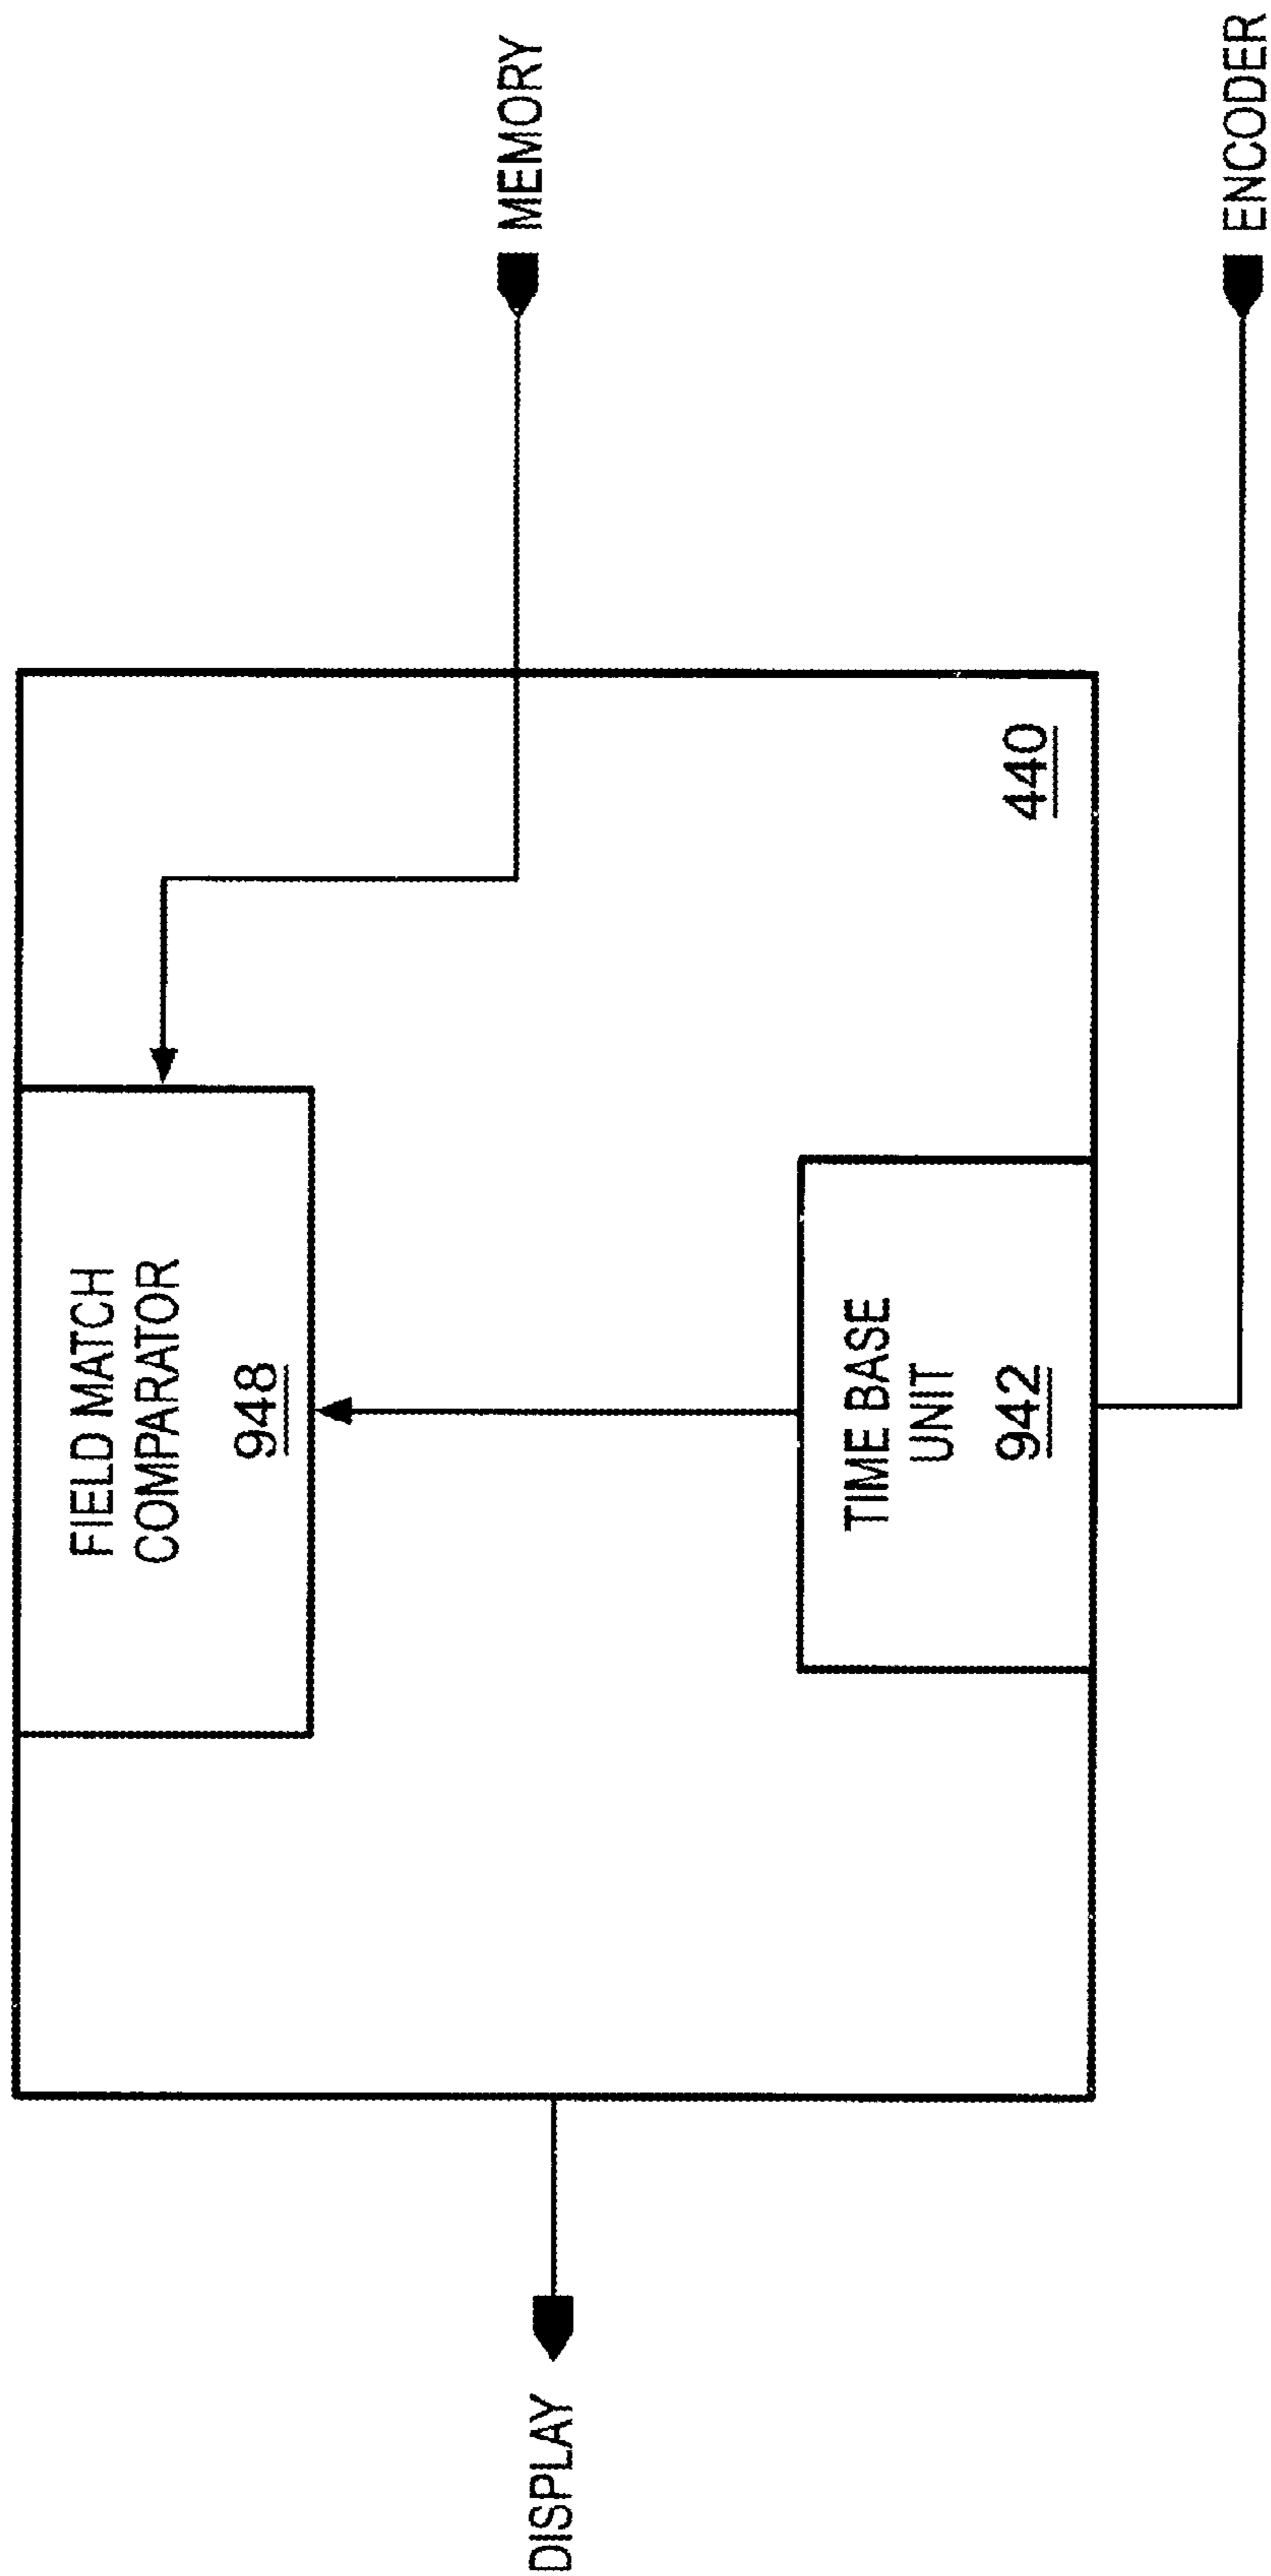 FIELD MATCH
COMPARATOR
948
MEMORY
DISPLAY
440
TIME BASE
UNIT
942
ENCODER